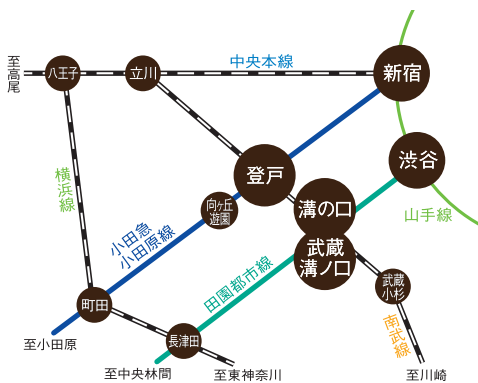 中央本線
至高尾
八王子
立川
新宿
渋谷
登戸
向ヶ丘
遊園
溝の口
武蔵
溝ノ口
山手線
横浜線
小田急
小田原線
田園都市線
武蔵
小杉
町田
長津田
南武線
至小田原
至中央林間
至東神奈川
至川崎